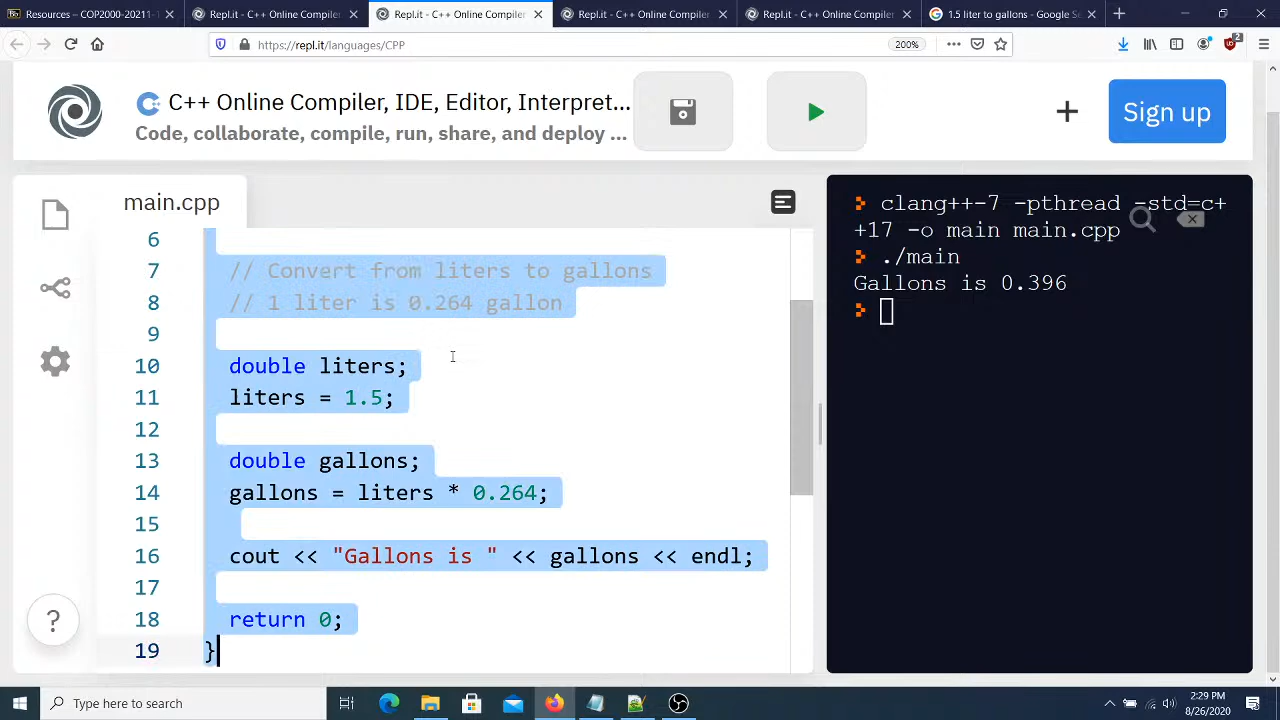 Resources – COP2000-20211-1
Repl.it - C++ Online Compiler
Repl.it - C++ Online Compiler
Repl.it - C++ Online Compiler
Repl.it - C++ Online Compiler
1.5 liter to gallons - Google Se
https://repl.it/languages/CPP
200%
2
C++ Online Compiler, IDE, Editor, Interpret...
Code, collaborate, compile, run, share, and deploy ...
Sign up
main.cpp
6
7 // Convert from liters to gallons
8 // 1 liter is 0.264 gallon
9
10 double liters;
11 liters = 1.5;
12
13 double gallons;
14 gallons = liters * 0.264;
15
16 cout << "Gallons is " << gallons << endl;
17
18 return 0;
19 }
clang++-7 -pthread -std=c+
+17 -o main main.cpp
./main
Gallons is 0.396
?
Type here to search
2:29 PM
8/26/2020